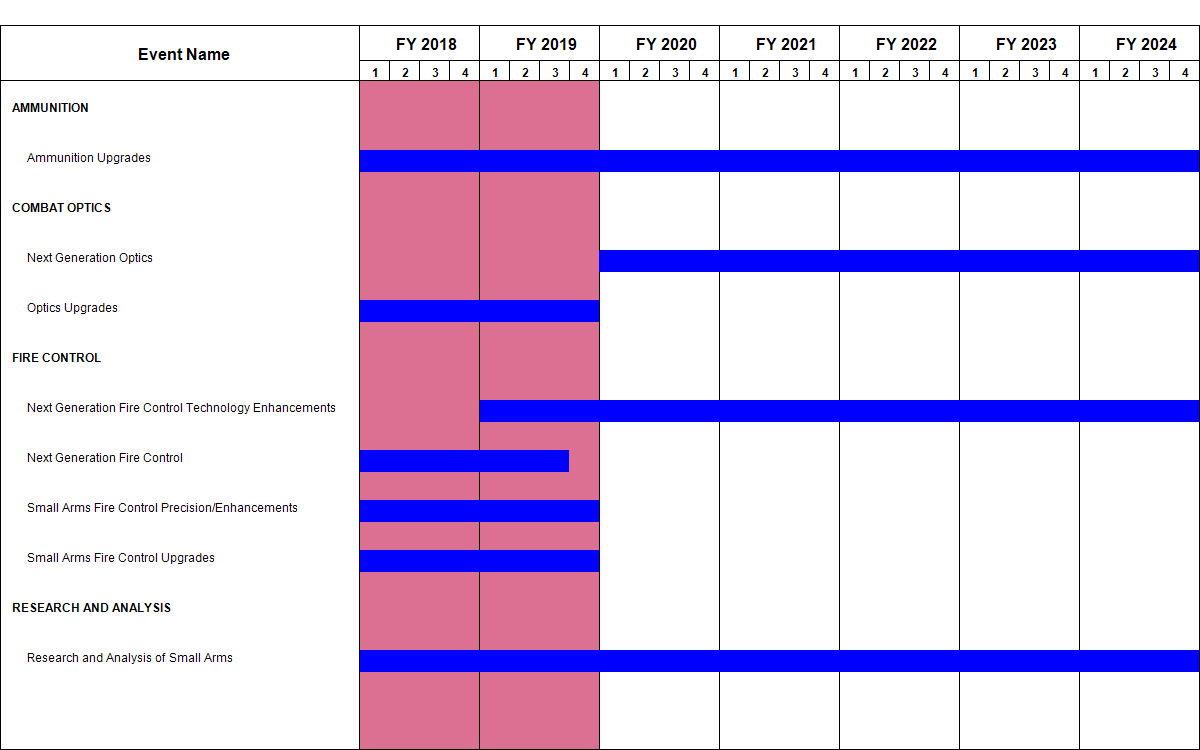 Event Name FY 2018 FY 2019 FY 2020 FY 2021 FY 2022 FY 2023 FY 2024
1 2 3 4 1 2 3 4 1 2 3 4 1 2 3 4 1 2 3 4 1 2 3 4 1 2 3 4
AMMUNITION
Ammunition Upgrades
COMBAT OPTICS
Next Generation Optics
Optics Upgrades
FIRE CONTROL
Next Generation Fire Control Technology Enhancements
Next Generation Fire Control
Small Arms Fire Control Precision/Enhancements
Small Arms Fire Control Upgrades
RESEARCH AND ANALYSIS
Research and Analysis of Small Arms